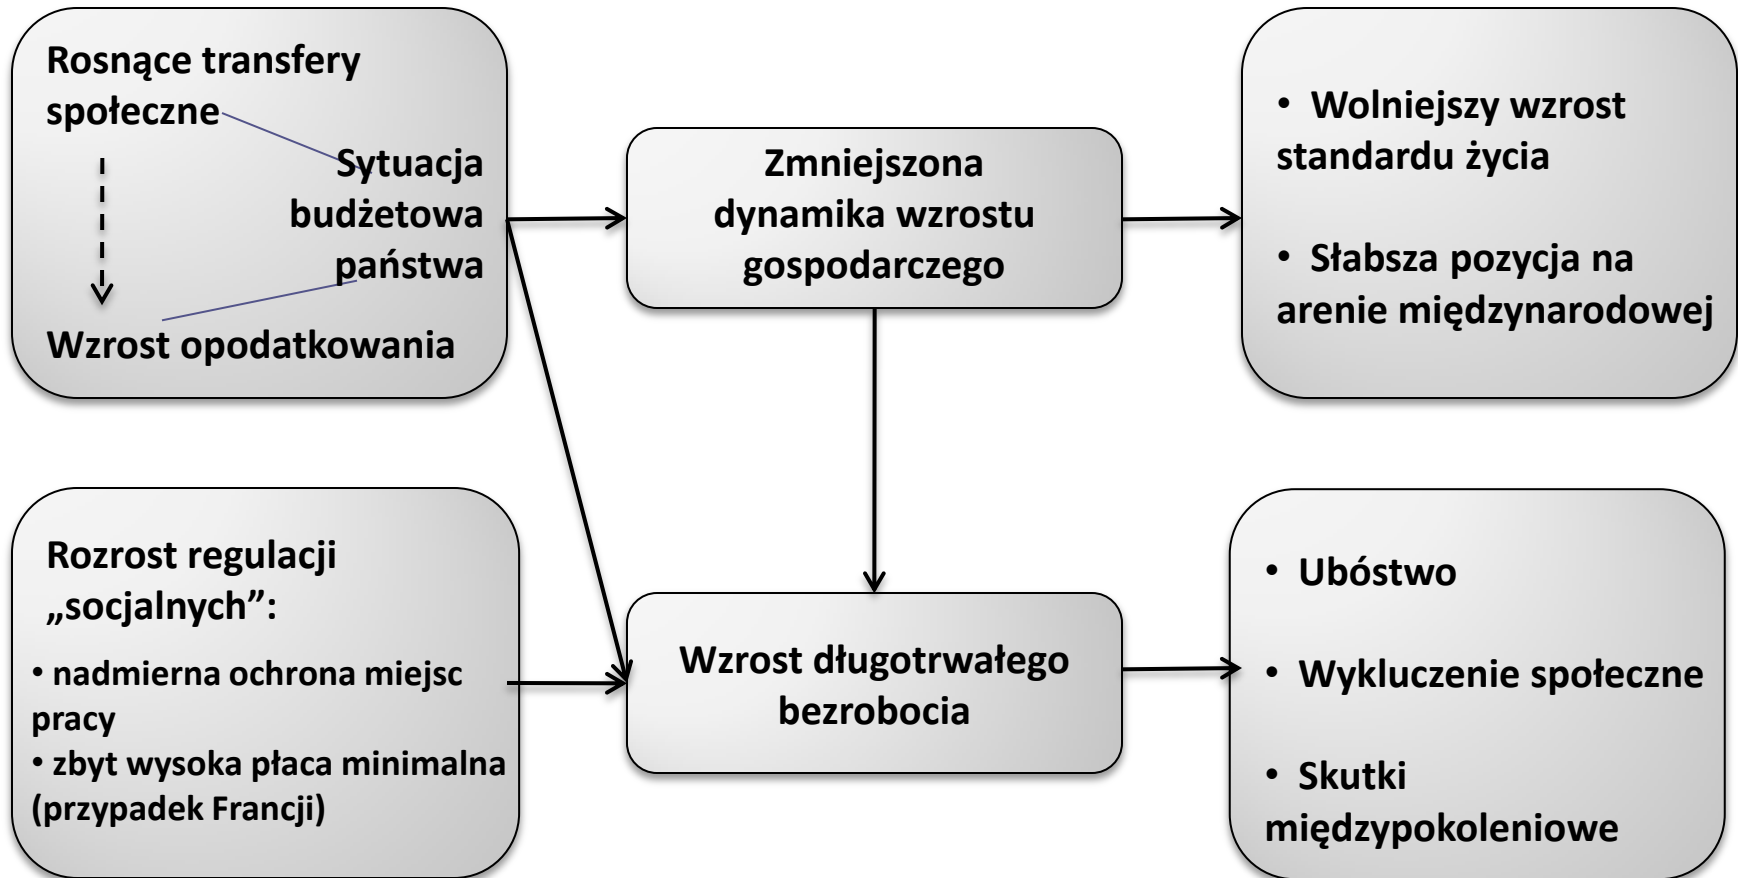 Rosnące transfery
społeczne
Sytuacja
budżetowa
państwa
Wzrost opodatkowania
Zmniejszona
dynamika wzrostu
gospodarczego
• Wolniejszy wzrost
standardu życia
• Słabsza pozycja na
arenie międzynarodowej
Rozrost regulacji
„socjalnych”:
• nadmierna ochrona miejsc
pracy
• zbyt wysoka płaca minimalna
(przypadek Francji)
Wzrost długotrwałego
bezrobocia
• Ubóstwo
• Wykluczenie społeczne
• Skutki
międzypokoleniowe